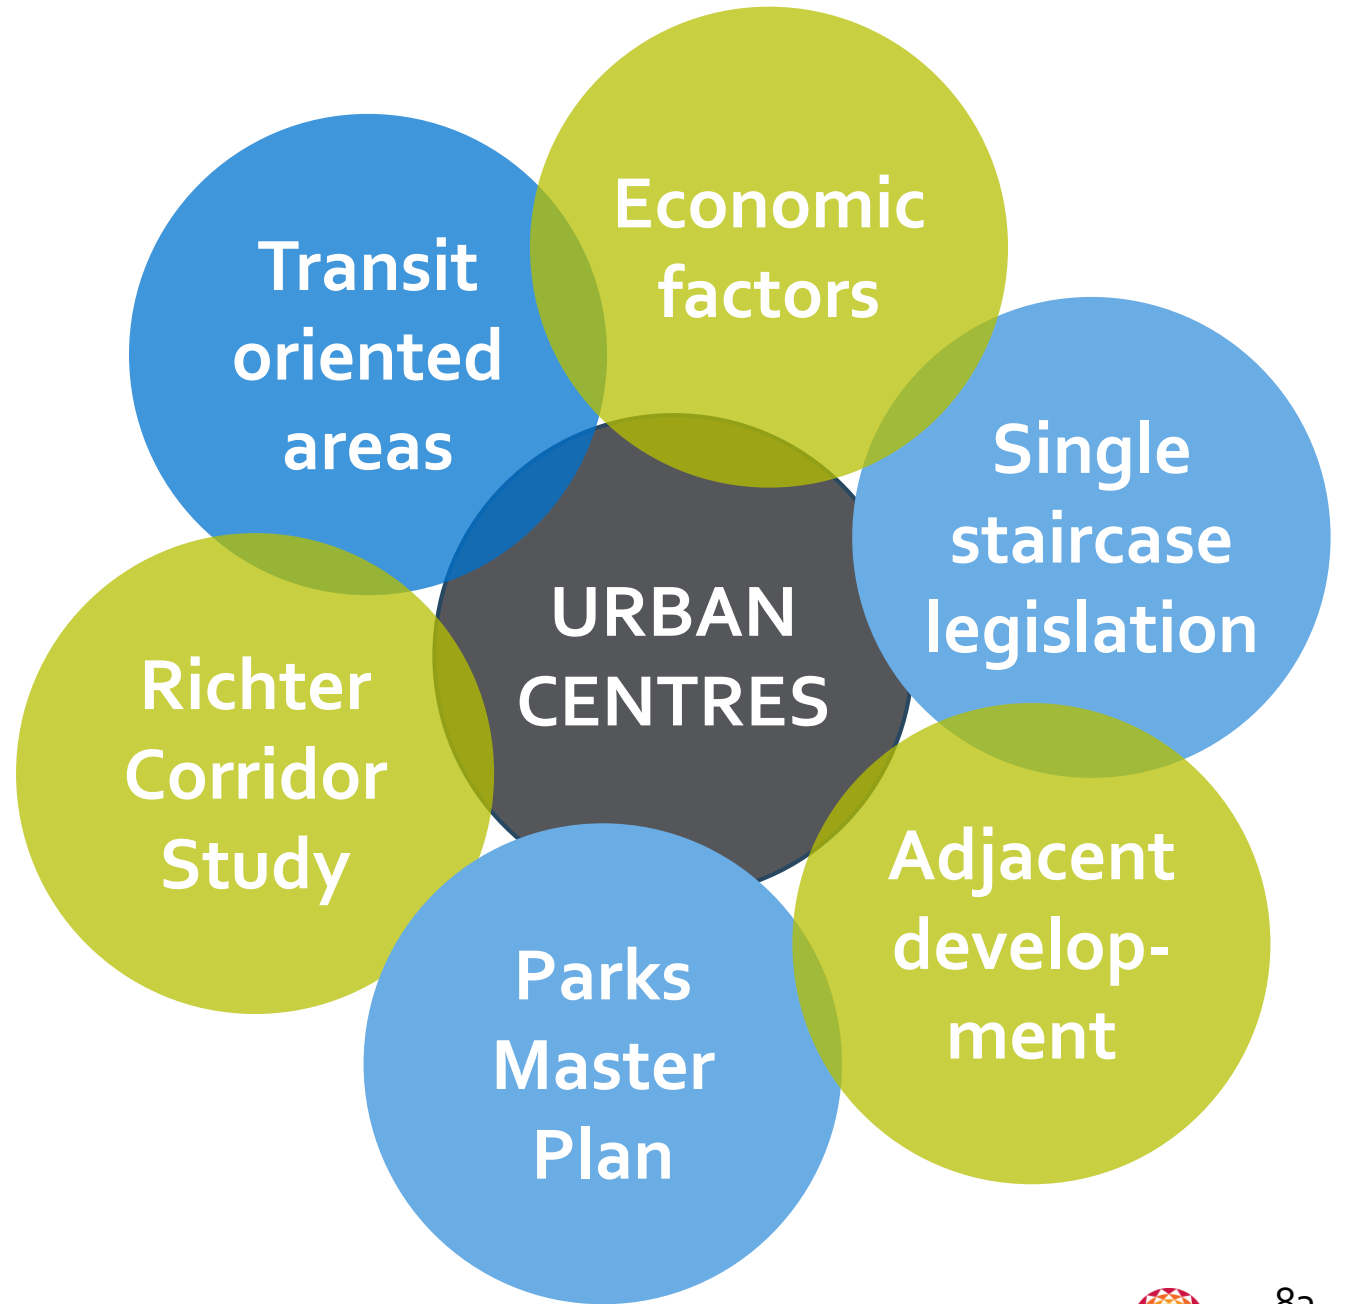 Economic
factors
Transit
oriented
areas
Single
staircase
legislation
URBAN
CENTRES
Richter
Corridor
Study
Adjacent
develop-
ment
Parks
Master
Plan